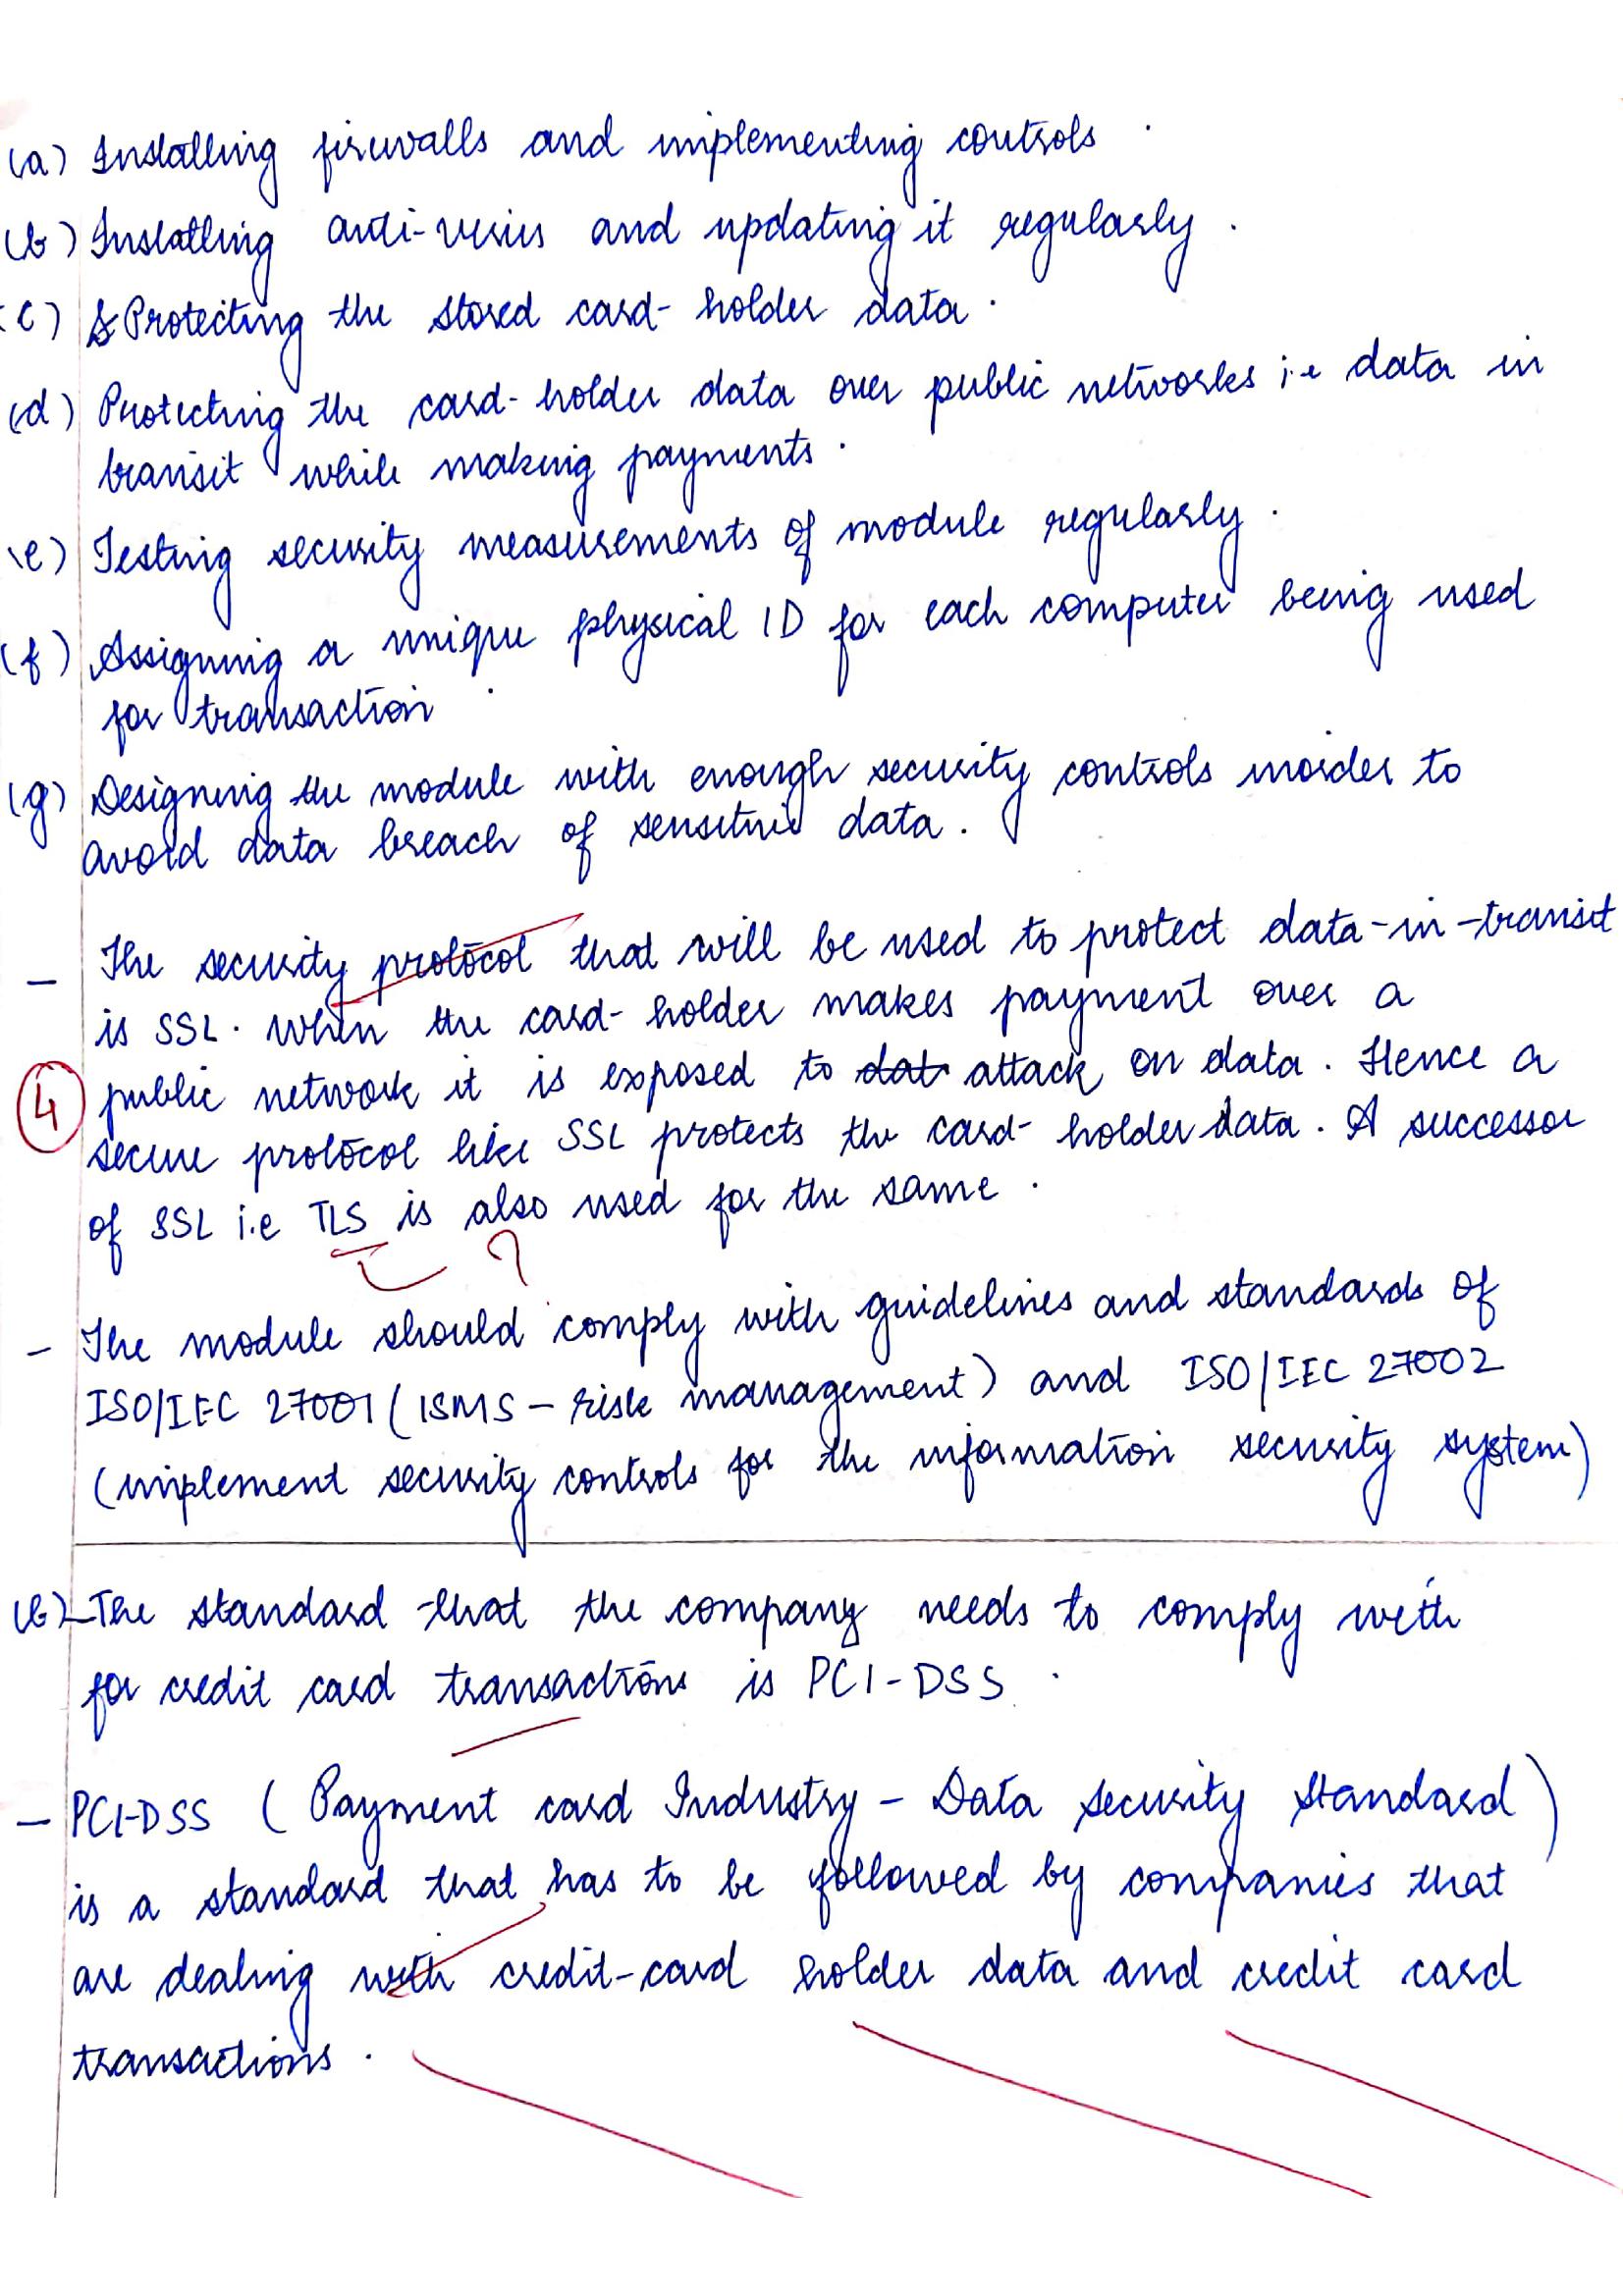 (a) Installing firewalls and implementing controls.
(b) Installing anti-virus and updating it regularly.
(c) Protecting the stored card-holder data.
(d) Protecting the card-holder data over public networks i.e data in
transit while making payments.
(e) Testing security measurements of module regularly.
(f) Assigning a unique physical ID for each computer being used
for transaction.
(g) Designing the module with enough security controls inorder to
avoid data breach of sensitive data.
- The security protocol that will be used to protect data-in-transit
is SSL. When the card-holder makes payment over a
4 public network it is exposed to dat attack on data. Hence a
secure protocol like SSL protects the card-holder data. A successor
of SSL i.e TLS is also used for the same.
?
- The module should comply with guidelines and standards of
ISO/IEC 27001 (ISMS - risk management) and ISO/IEC 27002
(implement security controls for the information security system)
(b) - The standard that the company needs to comply with
for credit card transactions is PCI-DSS.
- PCI-DSS (Payment card Industry - Data security standard)
is a standard that has to be followed by companies that
are dealing with credit-card holder data and credit card
transactions.